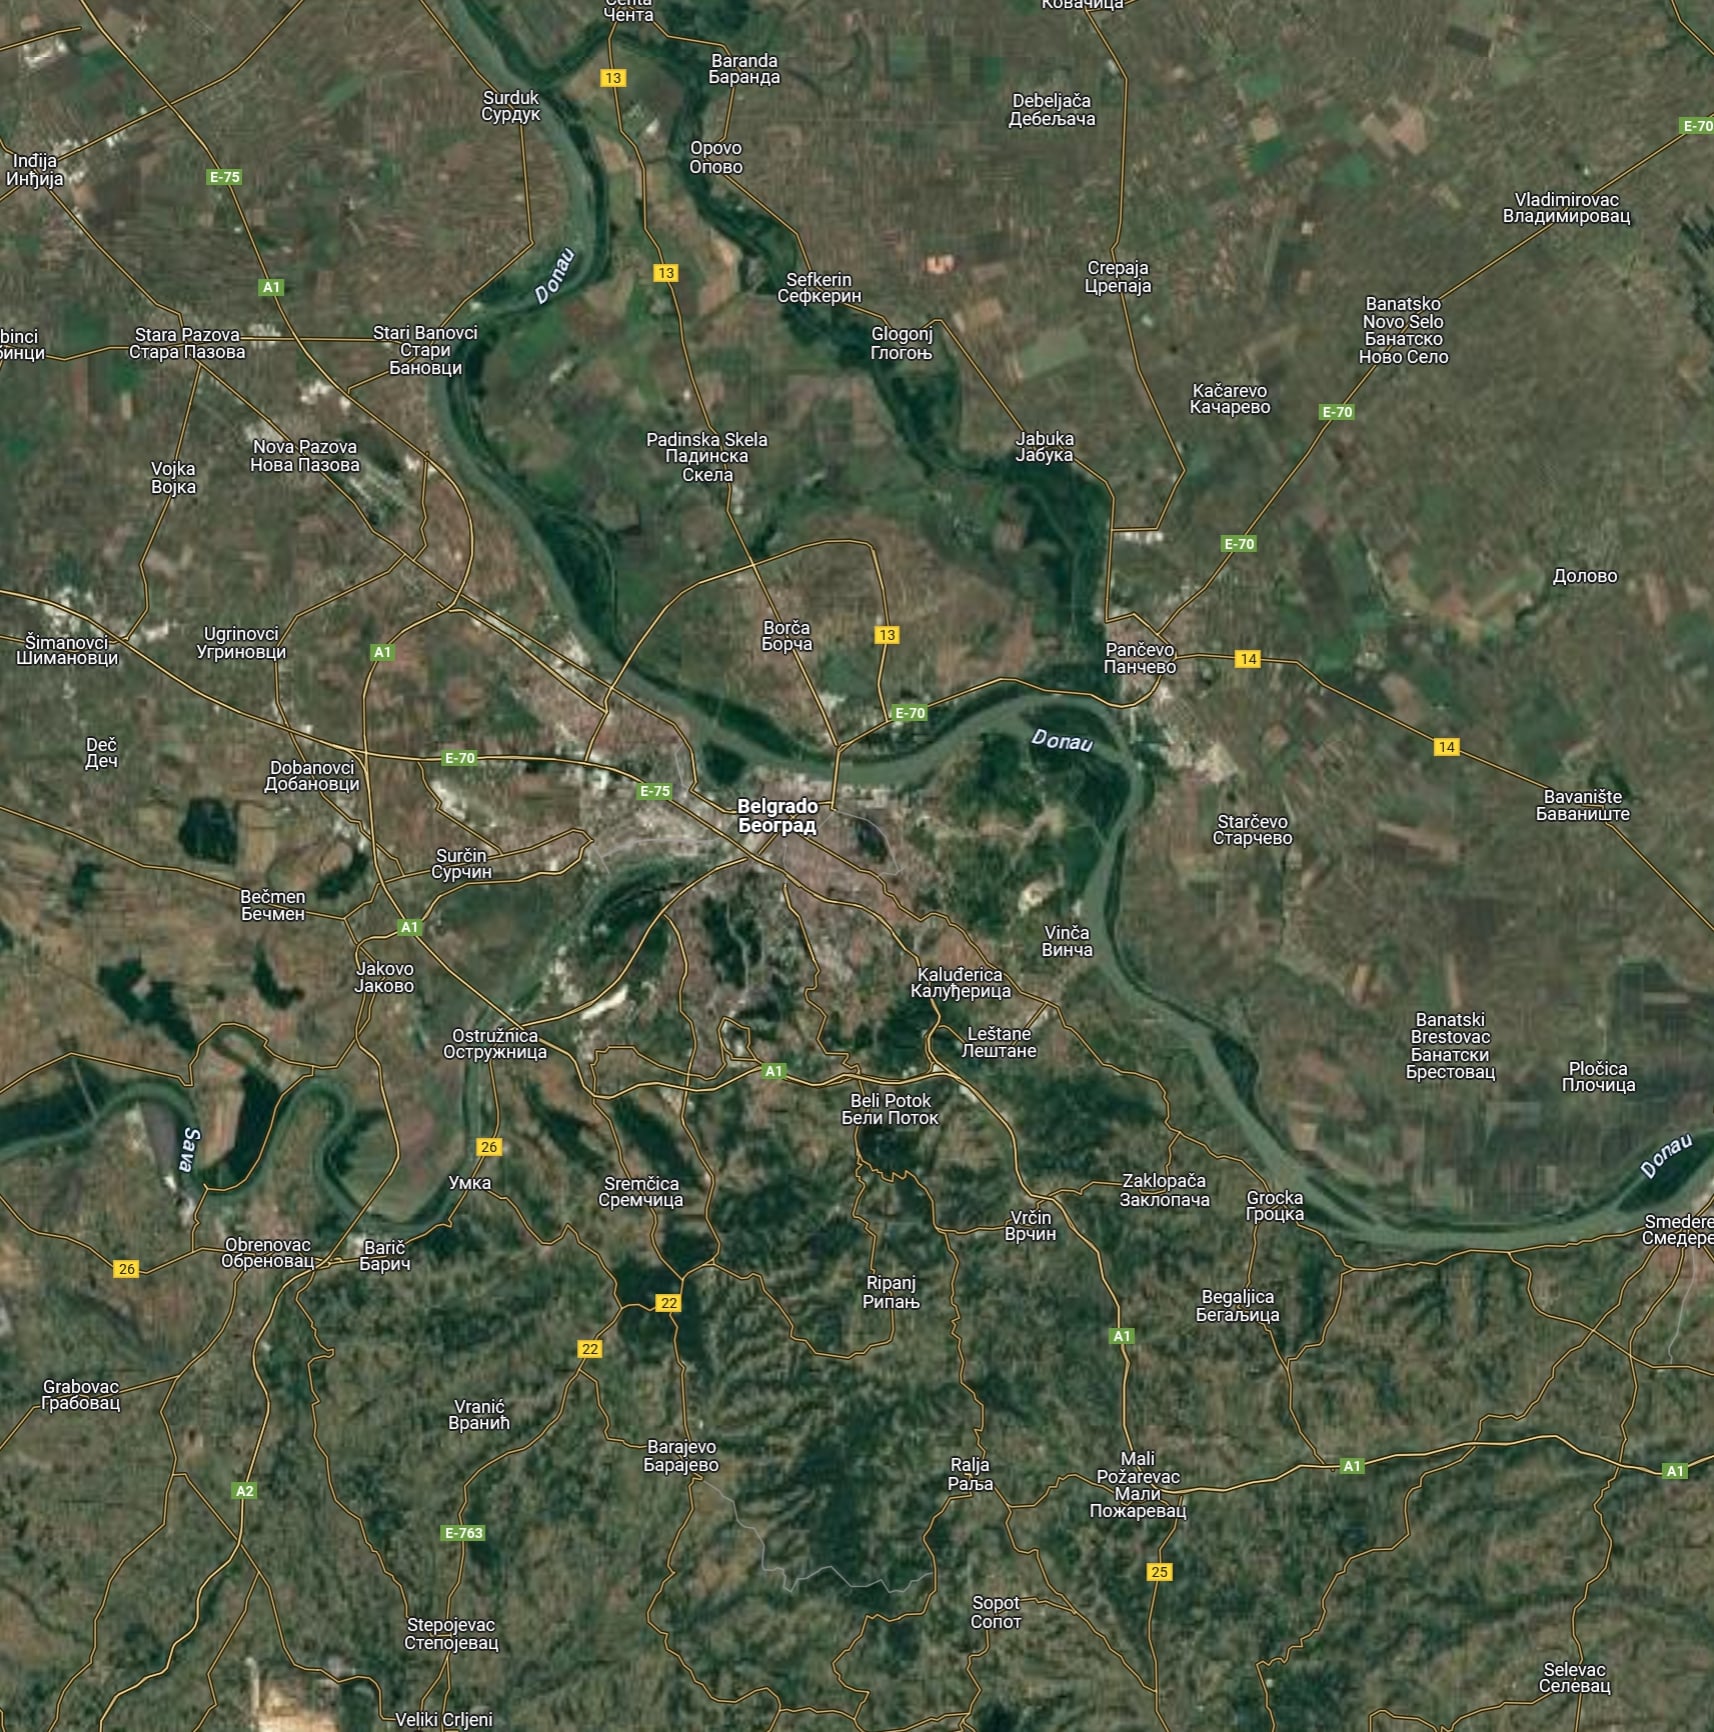 Чента
Ковачица
Baranda
Баранда
Surduk
Сурдук
13
Debeljača
Дебељача
E-70
Opovo
Опово
Inđija
Инђија
E-75
Vladimirovac
Владимировац
Donau
13
A1
Sefkerin
Сефкерин
Crepaja
Црепаја
Banatsko
Novo Selo
Банатско
Ново Село
Stara Pazova
Стара Пазова
Stari Banovci
Стари
Бановци
Glogonj
Глогоњ
Kačarevo
Качарево
E-70
Nova Pazova
Нова Пазова
Padinska Skela
Падинска
Скела
Jabuka
Јабука
Vojka
Војка
E-70
Долово
Šimanovci
Шимановци
Ugrinovci
Угриновци
A1
Borča
Борча
13
Pančevo
Панчево
14
E-70
Donau
14
Deč
Деч
Dobanovci
Добановци
E-70
E-75
Belgrado
Београд
Starčevo
Старчево
Bavanište
Баваниште
Surčin
Сурчин
Bečmen
Бечмен
A1
Vinča
Винча
Jakovo
Јаково
Kaluđerica
Калуђерица
Ostružnica
Остружница
Leštane
Лештане
Banatski
Brestovac
Банатски
Брестовац
Pločica
Плочица
A1
Beli Potok
Бели Поток
Sava
26
Donau
Умка
Sremčica
Сремчица
Zaklopača
Заклопача
Grocka
Гроцка
Vrčin
Врчин
Obrenovac
Обреновац
Barič
Барич
26
Ripanj
Рипањ
Begaljica
Бегаљица
22
A1
22
Grabovac
Грабовац
Vranić
Вранић
Barajevo
Барајево
Ralja
Раља
Mali
Požarevac
Мали
Пожаревац
A1
A1
A2
E-763
25
Sopot
Сопот
Stepojevac
Степојевац
Selevac
Селевац
Veliki Crljeni